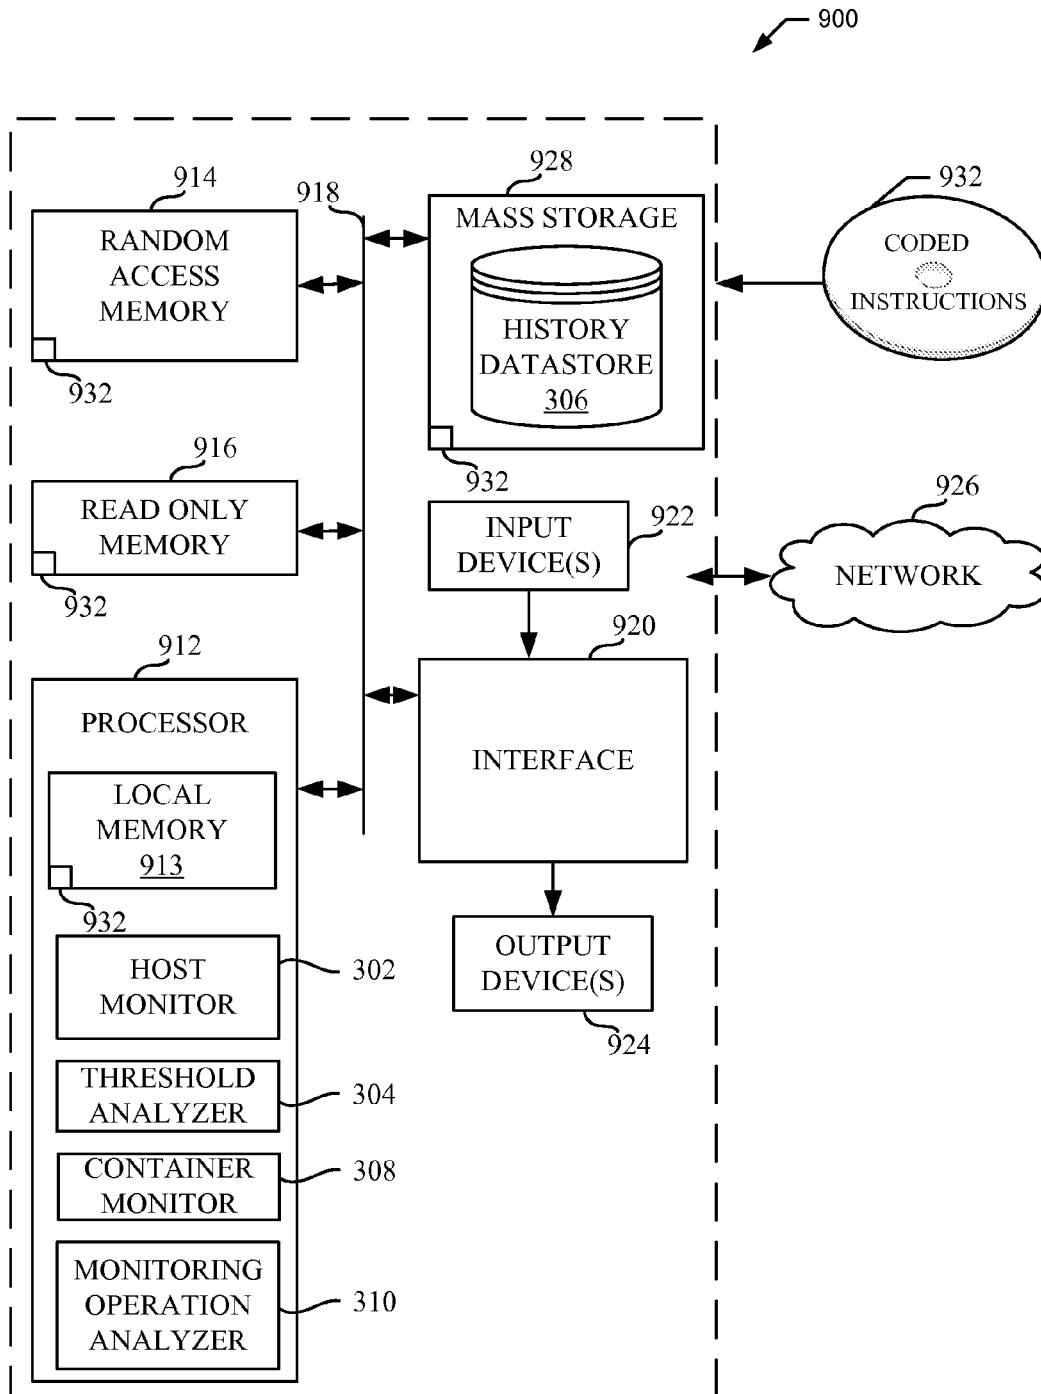 900
914
918
928
932
RANDOM
ACCESS
MEMORY
932
MASS STORAGE
HISTORY
DATASTORE
306
932
CODED
INSTRUCTIONS
916
READ ONLY
MEMORY
932
INPUT
DEVICE(S)
922
926
NETWORK
912
PROCESSOR
LOCAL
MEMORY
913
932
920
INTERFACE
HOST
MONITOR
302
OUTPUT
DEVICE(S)
924
THRESHOLD
ANALYZER
304
CONTAINER
MONITOR
308
MONITORING
OPERATION
ANALYZER
310